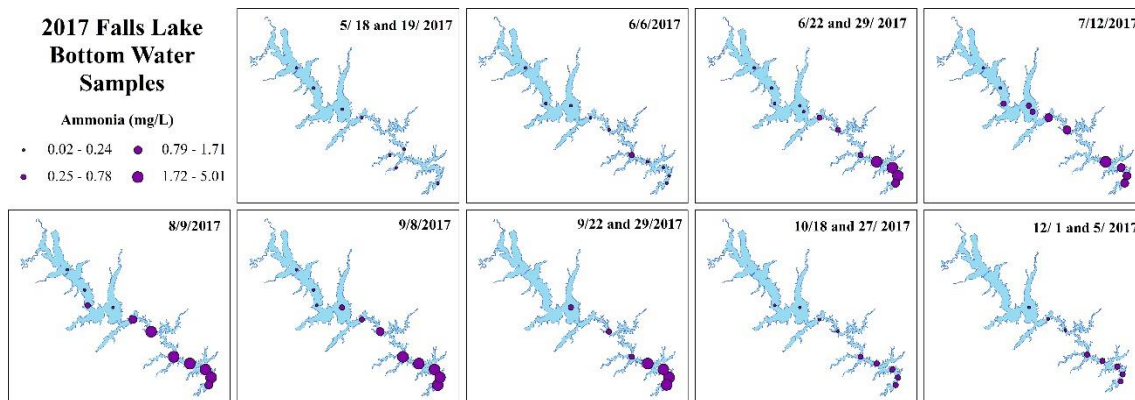 2017 Falls Lake
Bottom Water
Samples
Ammonia (mg/L)
0.02 - 0.24
0.79 - 1.71
0.25 - 0.78
1.72 - 5.01
5/ 18 and 19/ 2017
6/6/2017
6/22 and 29/ 2017
7/12/2017
8/9/2017
9/8/2017
9/22 and 29/2017
10/18 and 27/ 2017
12/ 1 and 5/ 2017